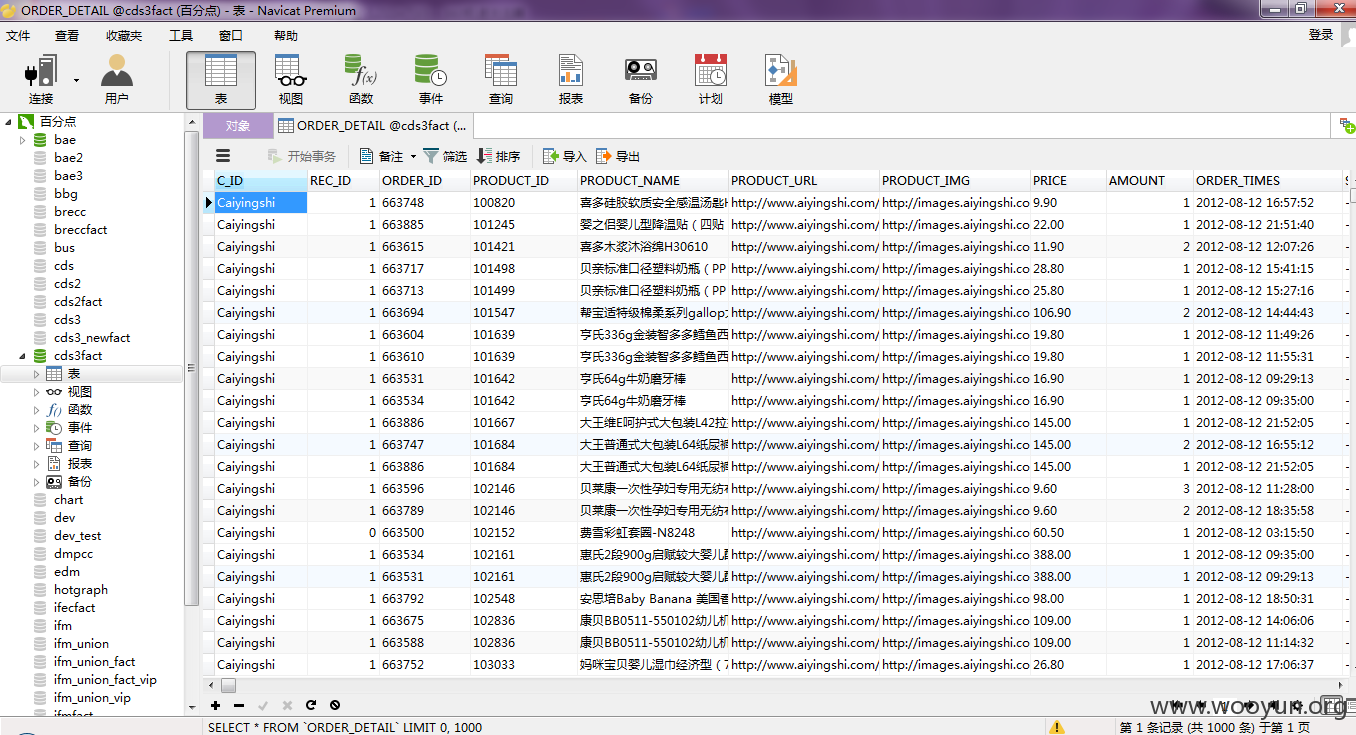 ORDER_DETAIL @cds3fact (百分点) - 表 - Navicat Premium
文件 查看 收藏夹 工具 窗口 帮助 登录
连接 用户 表 视图 函数 事件 查询 报表 备份 计划 模型
百分点
bae
bae2
bae3
bbg
brecc
breccfact
bus
cds
cds2
cds2fact
cds3
cds3_newfact
cds3fact
表
视图
函数
事件
查询
报表
备份
chart
dev
dev_test
dmpcc
edm
hotgraph
ifecfact
ifm
ifm_union
ifm_union_fact
ifm_union_fact_vip
ifm_union_vip
ifmfact
对象 ORDER_DETAIL @cds3fact (...
开始事务 备注 筛选 排序 导入 导出
C_ID REC_ID ORDER_ID PRODUCT_ID PRODUCT_NAME PRODUCT_URL PRODUCT_IMG PRICE AMOUNT ORDER_TIMES
Caiyingshi 1 663748 100820 喜多硅胶软质安全感温汤匙 http://www.aiyingshi.com/ http://images.aiyingshi.co 9.90 1 2012-08-12 16:57:52
Caiyingshi 1 663885 101245 婴之侣婴儿型降温贴（四贴 http://www.aiyingshi.com/ http://images.aiyingshi.co 22.00 1 2012-08-12 21:51:40
Caiyingshi 1 663615 101421 喜多木浆沐浴绵H30610 http://www.aiyingshi.com/ http://images.aiyingshi.co 11.90 2 2012-08-12 12:07:26
Caiyingshi 1 663717 101498 贝亲标准口径塑料奶瓶（PP http://www.aiyingshi.com/ http://images.aiyingshi.co 28.80 1 2012-08-12 15:41:15
Caiyingshi 1 663713 101499 贝亲标准口径塑料奶瓶（PP http://www.aiyingshi.com/ http://images.aiyingshi.co 25.80 1 2012-08-12 15:27:16
Caiyingshi 1 663694 101547 帮宝适特级棉柔系列gallop http://www.aiyingshi.com/ http://images.aiyingshi.co 106.90 2 2012-08-12 14:44:43
Caiyingshi 1 663604 101639 亨氏336g金装智多多鳕鱼西 http://www.aiyingshi.com/ http://images.aiyingshi.co 19.80 1 2012-08-12 11:49:26
Caiyingshi 1 663610 101639 亨氏336g金装智多多鳕鱼西 http://www.aiyingshi.com/ http://images.aiyingshi.co 19.80 1 2012-08-12 11:55:31
Caiyingshi 1 663531 101642 亨氏64g牛奶磨牙棒 http://www.aiyingshi.com/ http://images.aiyingshi.co 16.90 1 2012-08-12 09:29:13
Caiyingshi 1 663534 101642 亨氏64g牛奶磨牙棒 http://www.aiyingshi.com/ http://images.aiyingshi.co 16.90 1 2012-08-12 09:35:00
Caiyingshi 1 663886 101667 大王维E呵护式大包装L42拉 http://www.aiyingshi.com/ http://images.aiyingshi.co 145.00 1 2012-08-12 21:52:05
Caiyingshi 1 663747 101684 大王普通式大包装L64纸尿裤 http://www.aiyingshi.com/ http://images.aiyingshi.co 145.00 2 2012-08-12 16:55:12
Caiyingshi 1 663886 101684 大王普通式大包装L64纸尿裤 http://www.aiyingshi.com/ http://images.aiyingshi.co 145.00 1 2012-08-12 21:52:05
Caiyingshi 1 663596 102146 贝莱康一次性孕妇专用无纺布 http://www.aiyingshi.com/ http://images.aiyingshi.co 9.60 3 2012-08-12 11:28:00
Caiyingshi 1 663789 102146 贝莱康一次性孕妇专用无纺布 http://www.aiyingshi.com/ http://images.aiyingshi.co 9.60 2 2012-08-12 18:35:58
Caiyingshi 0 663500 102152 费雪彩虹套圈-N8248 http://www.aiyingshi.com/ http://images.aiyingshi.co 60.50 1 2012-08-12 03:15:50
Caiyingshi 1 663534 102161 惠氏2段900g启赋较大婴儿 http://www.aiyingshi.com/ http://images.aiyingshi.co 388.00 1 2012-08-12 09:35:00
Caiyingshi 1 663531 102161 惠氏2段900g启赋较大婴儿 http://www.aiyingshi.com/ http://images.aiyingshi.co 388.00 1 2012-08-12 09:29:13
Caiyingshi 1 663792 102548 安思培Baby Banana 美国香 http://www.aiyingshi.com/ http://images.aiyingshi.co 98.00 1 2012-08-12 18:50:31
Caiyingshi 1 663675 102836 康贝BB0511-550102幼儿机 http://www.aiyingshi.com/ http://images.aiyingshi.co 109.00 1 2012-08-12 14:06:06
Caiyingshi 1 663588 102836 康贝BB0511-550102幼儿机 http://www.aiyingshi.com/ http://images.aiyingshi.co 109.00 1 2012-08-12 11:14:32
Caiyingshi 1 663752 103033 妈咪宝贝婴儿湿巾经济型（7 http://www.aiyingshi.com/ http://images.aiyingshi.co 26.80 1 2012-08-12 17:06:37
www.wooyun.org
SELECT * FROM `ORDER_DETAIL` LIMIT 0, 1000 第 1 条记录 (共 1000 条) 于第 1 页